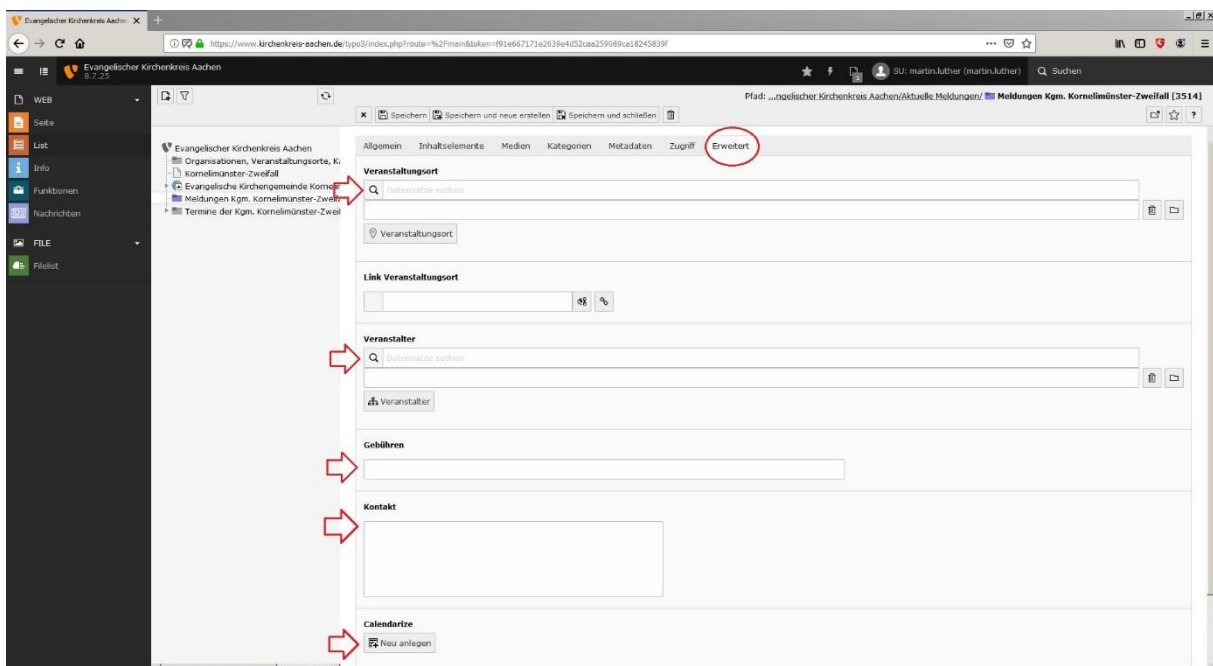 Evangelischer Kirchenkreis Aachen
https://www.kirchenkreis-aachen.de/typo3/index.php?route=%2Fmain&token=f91e667171e2639e4d52caa259089ca18245839f
Evangelischer Kirchenkreis Aachen
8.7.25
SU: martin.luther (martin.luther)
Suchen
WEB
Seite
List
Info
Funktionen
Nachrichten
FILE
Filelist
Evangelischer Kirchenkreis Aachen
Organisationen, Veranstaltungsorte, K
Kornelimünster-Zweifall
Evangelische Kirchengemeinde Kornelim
Meldungen Kgm. Kornelimünster-Zweifa
Termine der Kgm. Kornelimünster-Zweif
Pfad: ...ngelischer Kirchenkreis Aachen/Aktuelle Meldungen/ Meldungen Kgm. Kornelimünster-Zweifall [3514]
Speichern Speichern und neue erstellen Speichern und schließen
Allgemein Inhaltselemente Medien Kategorien Metadaten Zugriff Erweitert
Veranstaltungsort
Datensätze suchen
Veranstaltungsort
Link Veranstaltungsort
Veranstalter
Datensätze suchen
Veranstalter
Gebühren
Kontakt
Calendarize
Neu anlegen